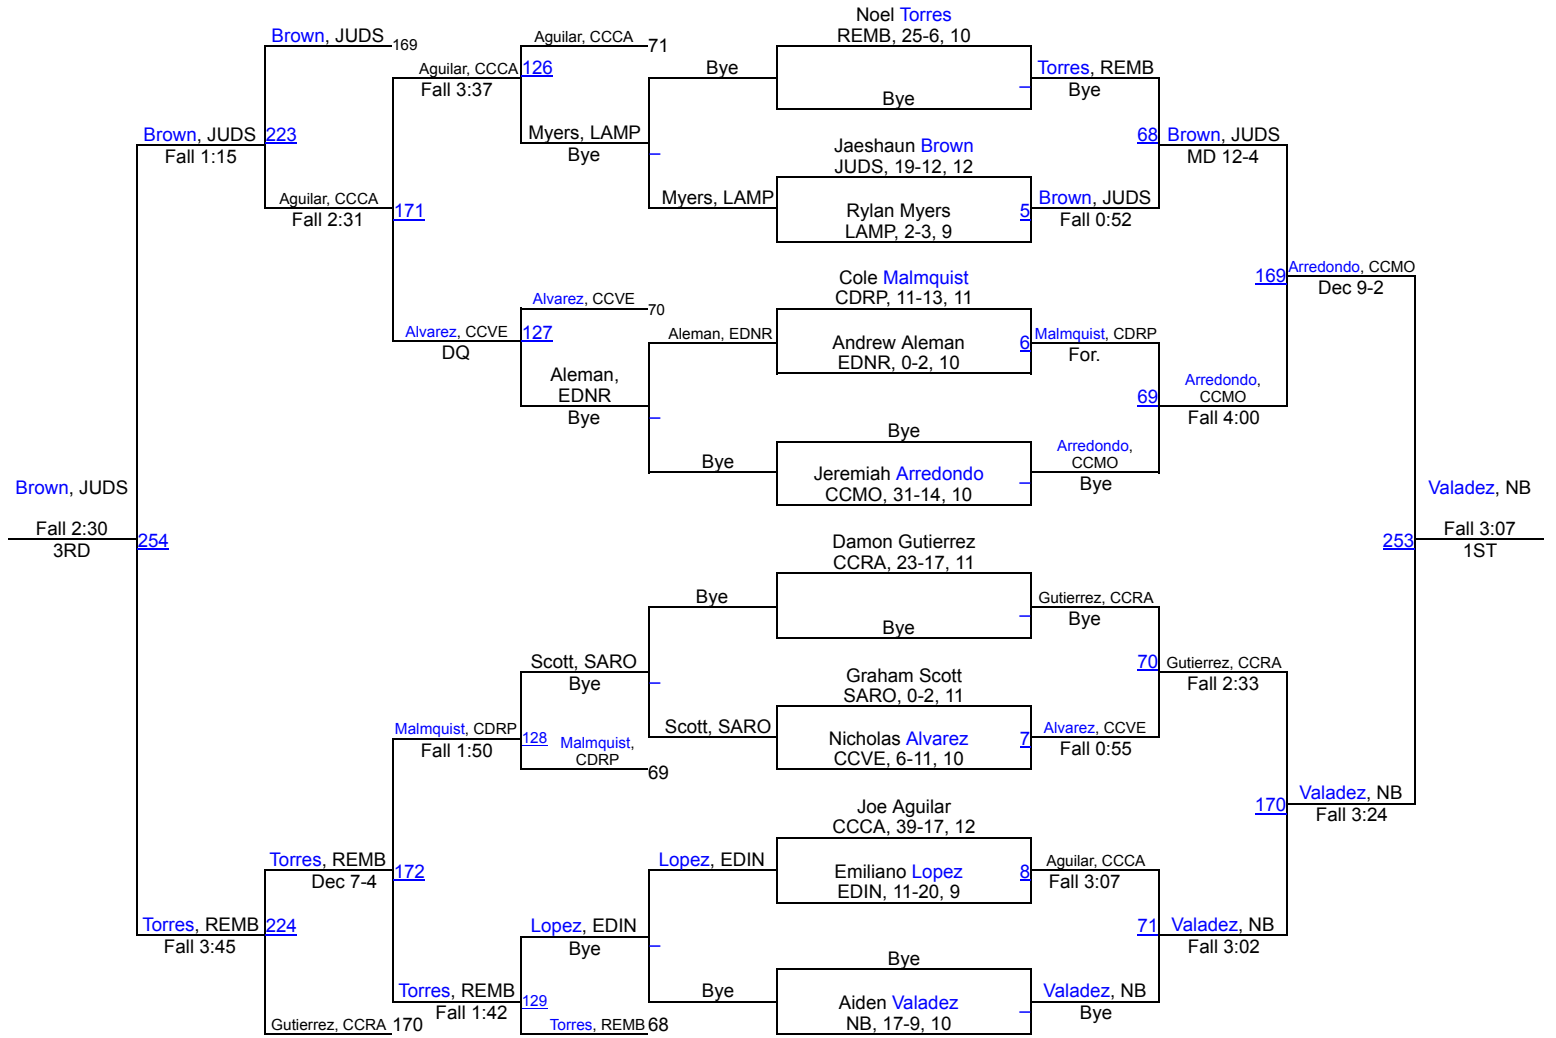 Noel Torres
REMB, 25-6, 10
Bye
Jaeshaun Brown
JUDS, 19-12, 12
Rylan Myers
LAMP, 2-3, 9
5
Cole Malmquist
CDRP, 11-13, 11
Andrew Aleman
EDNR, 0-2, 10
6
Bye
Jeremiah Arredondo
CCMO, 31-14, 10
Damon Gutierrez
CCRA, 23-17, 11
Bye
Graham Scott
SARO, 0-2, 11
Nicholas Alvarez
CCVE, 6-11, 10
7
Joe Aguilar
CCCA, 39-17, 12
Emiliano Lopez
EDIN, 11-20, 9
8
Bye
Aiden Valadez
NB, 17-9, 10
Torres, REMB
Bye
68
Brown, JUDS
Fall 0:52
Malmquist, CDRP
For.
69
Arredondo,
CCMO
Bye
Gutierrez, CCRA
Bye
70
Alvarez, CCVE
Fall 0:55
Aguilar, CCCA
Fall 3:07
71
Valadez, NB
Bye
Brown, JUDS
MD 12-4
169
Arredondo,
CCMO
Fall 4:00
Gutierrez, CCRA
Fall 2:33
170
Valadez, NB
Fall 3:02
Arredondo, CCMO
Dec 9-2
253
Valadez, NB
Fall 3:24
Valadez, NB
Fall 3:07
1ST
Bye
Myers, LAMP
Aleman, EDNR
Bye
Bye
Scott, SARO
Lopez, EDIN
Bye
Aguilar, CCCA
71
126
Myers, LAMP
Bye
Alvarez, CCVE
70
127
Aleman,
EDNR
Bye
Scott, SARO
Bye
128
Malmquist,
CDRP
69
Lopez, EDIN
Bye
129
Torres, REMB
68
Aguilar, CCCA
Fall 3:37
171
Alvarez, CCVE
DQ
Malmquist, CDRP
Fall 1:50
172
Torres, REMB
Fall 1:42
Brown, JUDS
169
223
Aguilar, CCCA
Fall 2:31
Torres, REMB
Dec 7-4
224
Gutierrez, CCRA
170
Brown, JUDS
Fall 1:15
254
Torres, REMB
Fall 3:45
Brown, JUDS
Fall 2:30
3RD